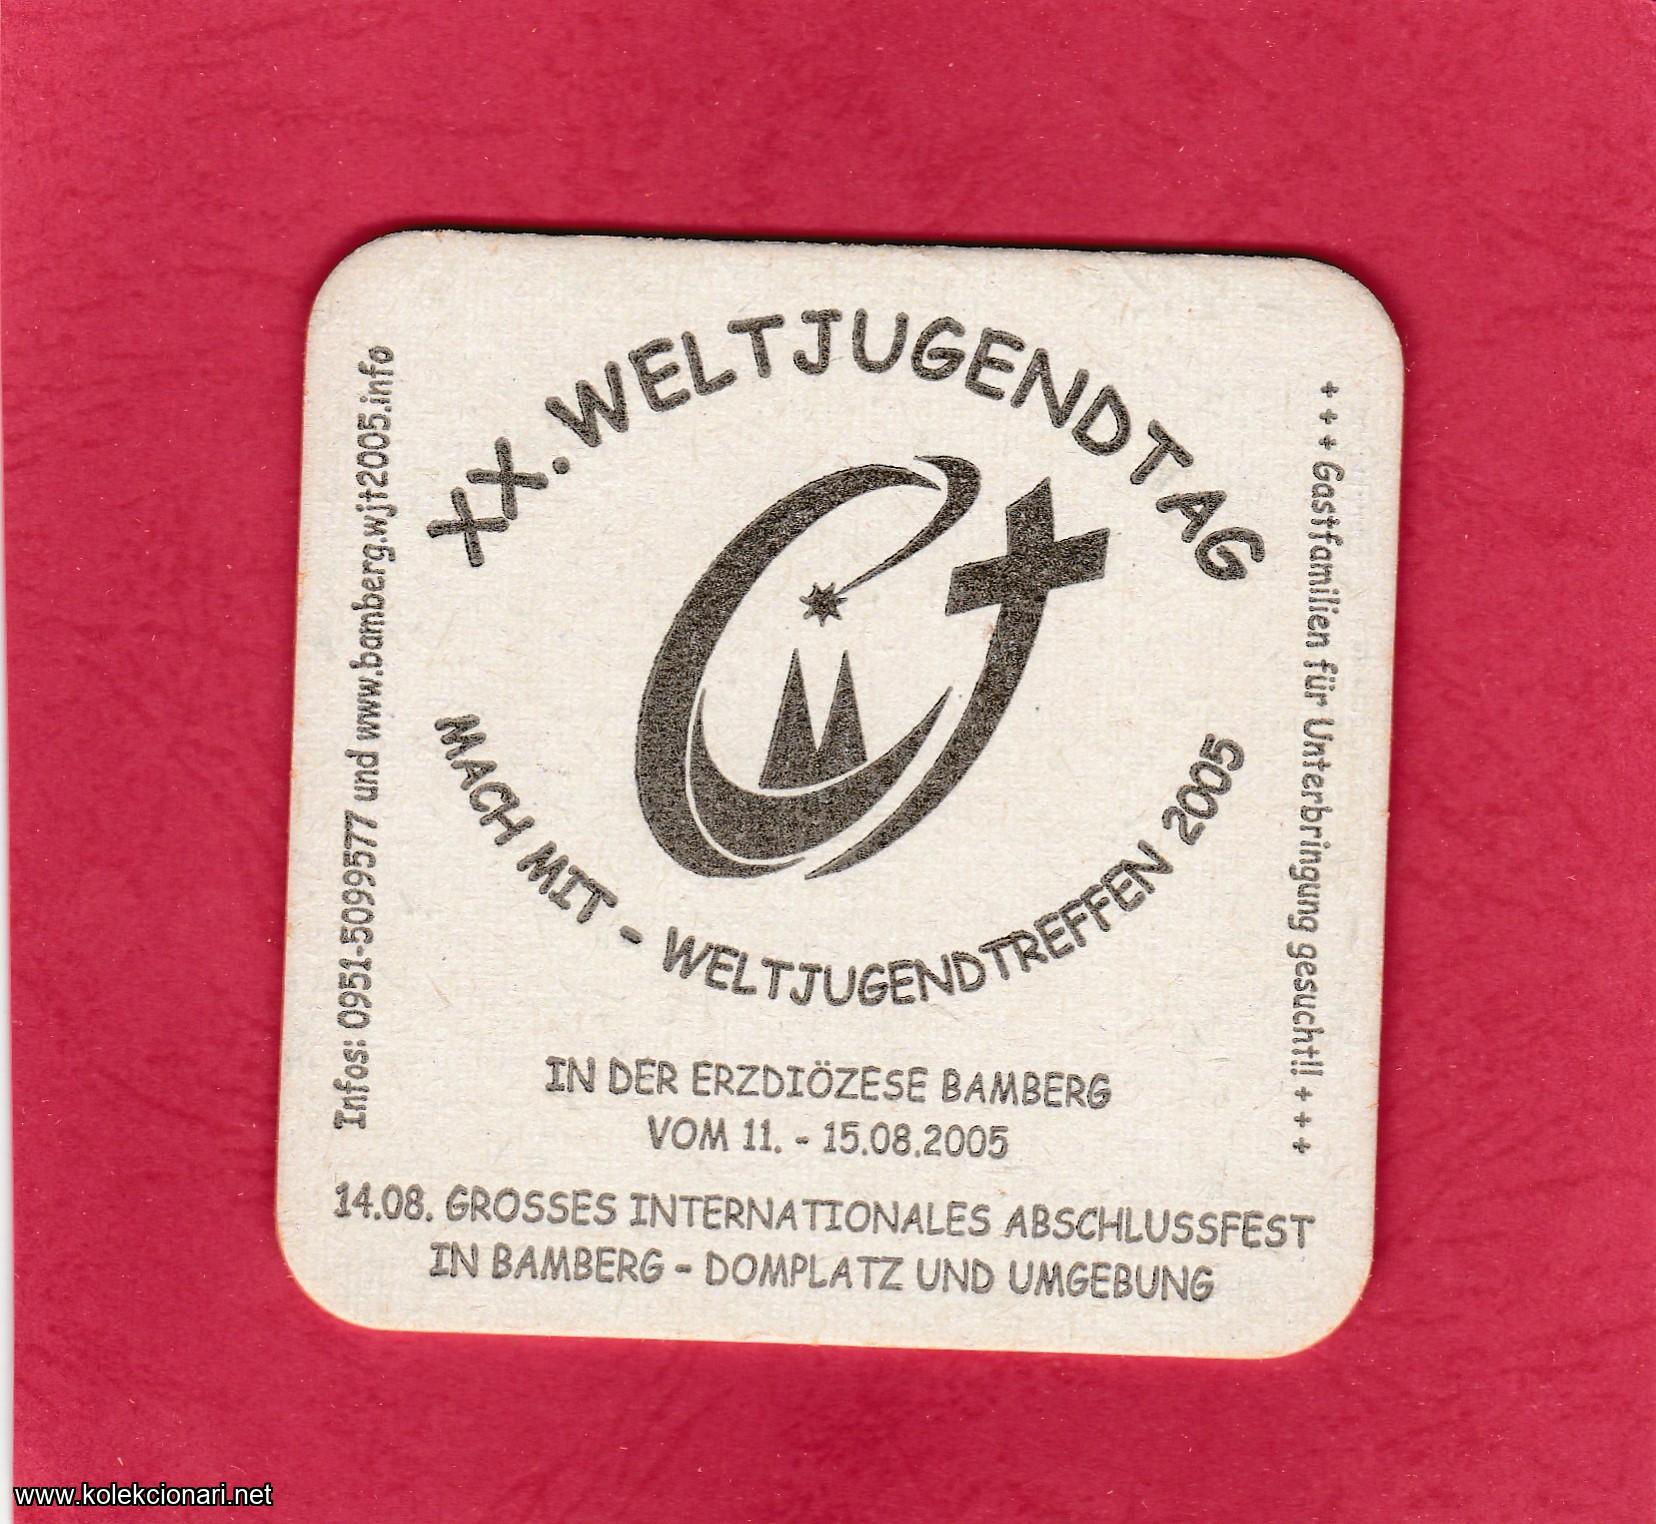 XX. WELTJUGENDTAG
MACH MIT - WELTJUGENDTREFFEN 2005
IN DER ERZDIÖZESE BAMBERG
VOM 11. - 15.08.2005
14.08. GROSSES INTERNATIONALES ABSCHLUSSFEST
IN BAMBERG - DOMPLATZ UND UMGEBUNG
Infos: 0951-5099577 und www.bamberg.wjt2005.info
+ + + Gastfamilien für Unterbringung gesucht!! + + +
www.kolekcionari.net